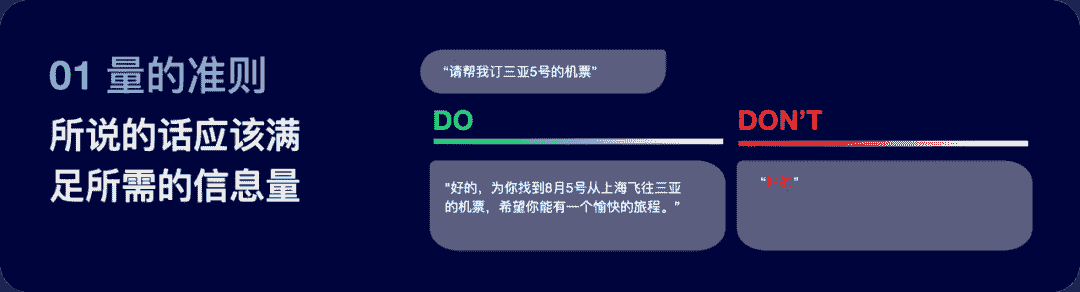 01 量的准则
所说的话应该满
足所需的信息量
“请帮我订三亚5号的机票”
DO
DON'T
"好的，为你找到8月5号从上海飞往三亚
的机票，希望你能有一个愉快的旅程。”